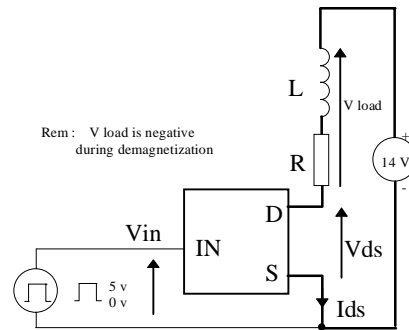 L
V load
Rem : V load is negative
during demagnetization
R
+
14 V
-
D
Vin
IN
Vds
S
5 v
0 v
Ids